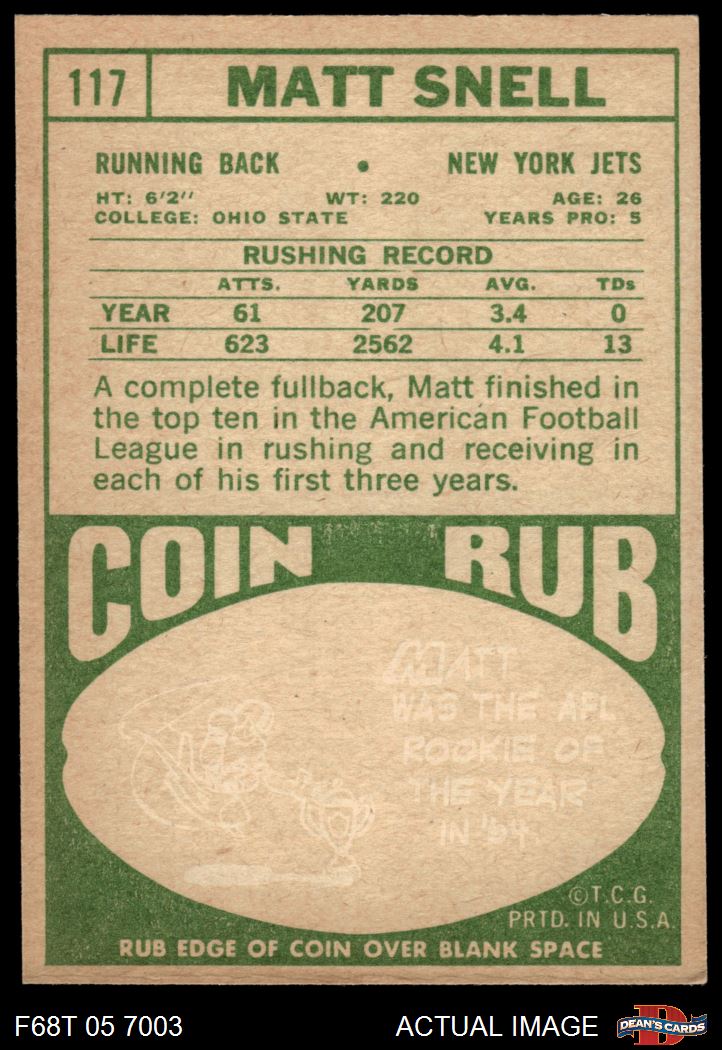 117 MATT SNELL
RUNNING BACK • NEW YORK JETS
HT: 6'2" WT: 220 AGE: 26
COLLEGE: OHIO STATE YEARS PRO: 5
RUSHING RECORD
ATTS. YARDS AVG. TDs
YEAR 61 207 3.4 0
LIFE 623 2562 4.1 13
A complete fullback, Matt finished in
the top ten in the American Football
League in rushing and receiving in
each of his first three years.
COIN RUB
MATT
WAS THE AFL
ROOKIE OF
THE YEAR
IN '64.
©T.C.G.
PRTD. IN U.S.A.
RUB EDGE OF COIN OVER BLANK SPACE
F68T 05 7003 ACTUAL IMAGE DEAN'S CARDS